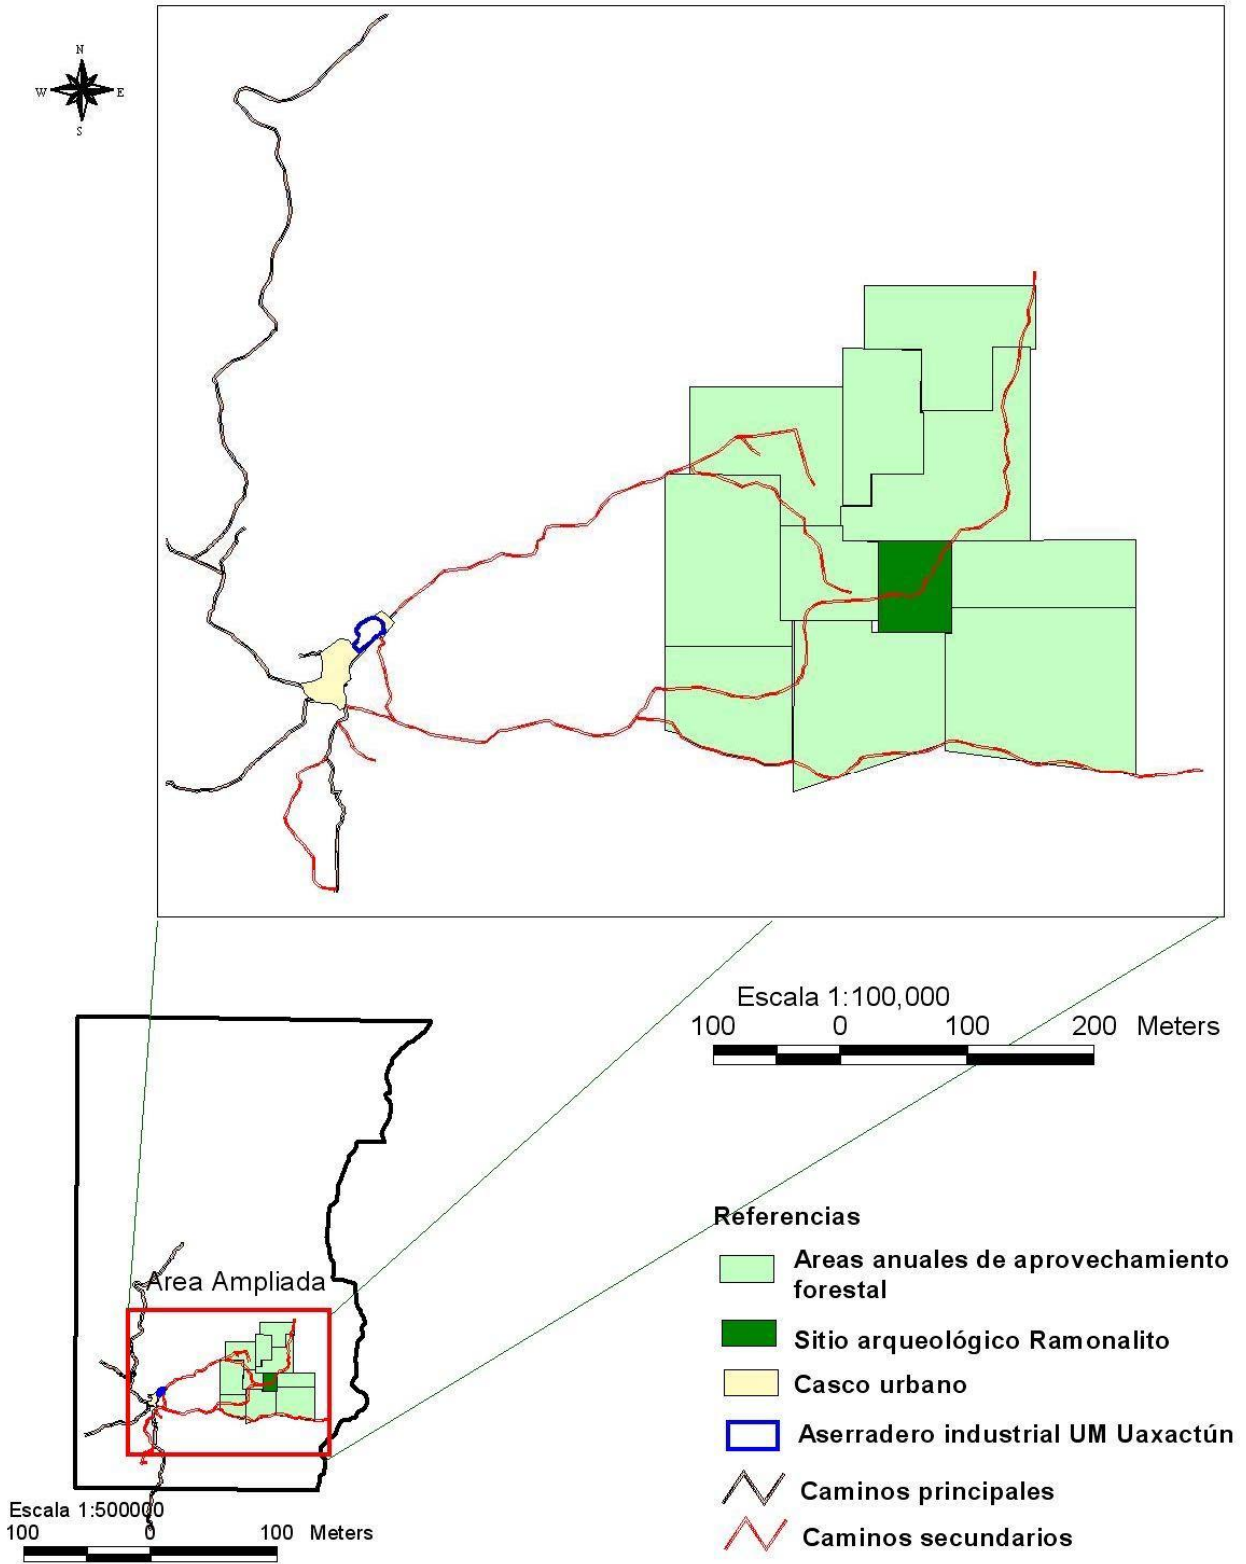 N
W E
S
Escala 1:100,000
100 0 100 200 Meters
Referencias
Areas anuales de aprovechamiento
forestal
Sitio arqueológico Ramonalito
Casco urbano
Aserradero industrial UM Uaxactún
Caminos principales
Caminos secundarios
Area Ampliada
Escala 1:500000
100 0 100 Meters